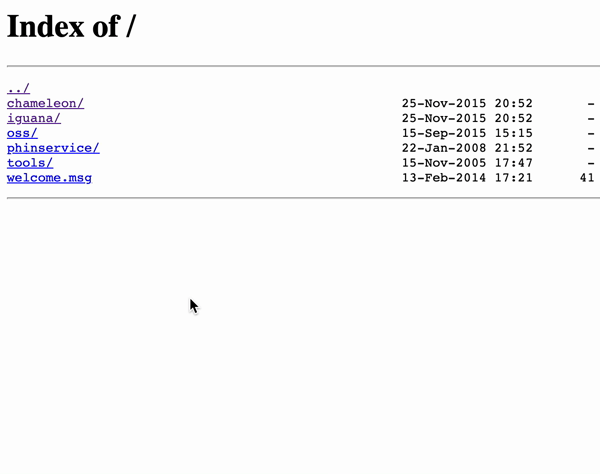 Index of /
../
chameleon/ 25-Nov-2015 20:52 -
iguana/ 25-Nov-2015 20:52 -
oss/ 15-Sep-2015 15:15 -
phinservice/ 22-Jan-2008 21:52 -
tools/ 15-Nov-2005 17:47 -
welcome.msg 13-Feb-2014 17:21 41